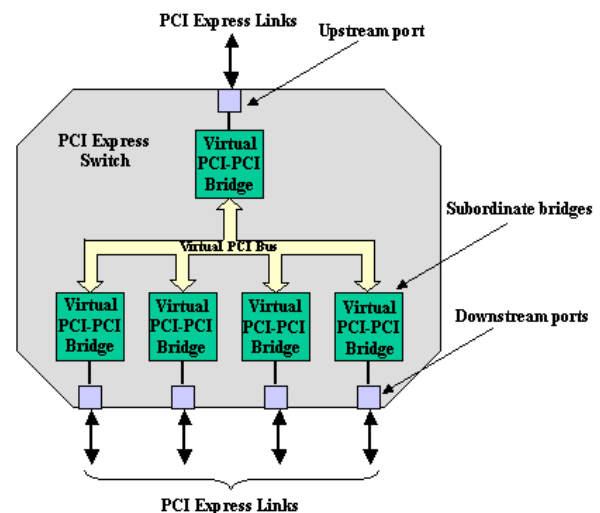 PCI Express Links
Upstream port
PCI Express
Switch
Virtual
PCI-PCI
Bridge
Subordinate bridges
Virtual PCI Bus
Virtual
PCI-PCI
Bridge
Virtual
PCI-PCI
Bridge
Virtual
PCI-PCI
Bridge
Virtual
PCI-PCI
Bridge
Downstream ports
PCI Express Links